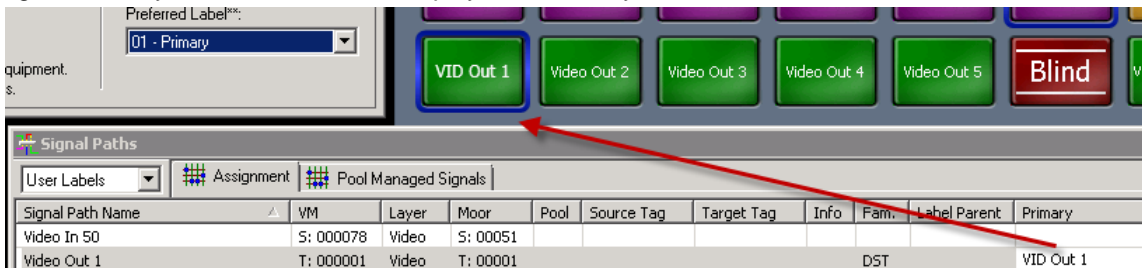 Preferred Label**:
01 - Primary
quipment.
s.
VID Out 1
Video Out 2
Video Out 3
Video Out 4
Video Out 5
Blind
Signal Paths
User Labels
Assignment
Pool Managed Signals
Signal Path Name VM Layer Moor Pool Source Tag Target Tag Info Fam. Label Parent Primary
Video In 50 S: 000078 Video S: 00051
Video Out 1 T: 000001 Video T: 00001 DST VID Out 1